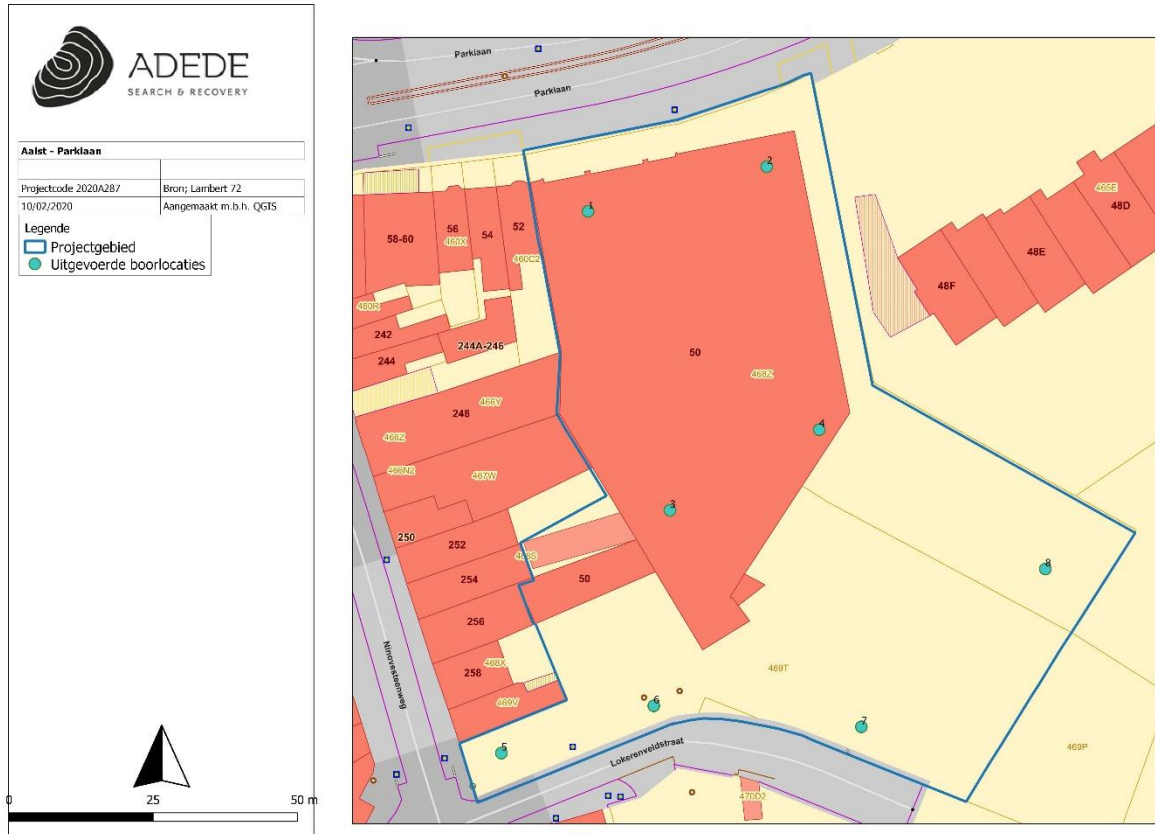 ADEDE
SEARCH & RECOVERY
Aalst - Parklaan
Projectcode 2020A287 Bron; Lambert 72
10/02/2020 Aangemaakt m.b.h. QGIS
Legende
Projectgebied
Uitgevoerde boorlocaties
0 25 50 m
Parklaan
Parklaan
2
465E
48D
1
58-60
56
54
52
460X
460C2
48E
48F
480R
242
244
244A-246
50
468Z
248
466Y
4
466Z
466N2
467W
3
250
252
468S
254
50
8
256
Ninovesteenweg
258
468X
469T
469V
6
7
5
Lokerenveldstraat
468P
470D2